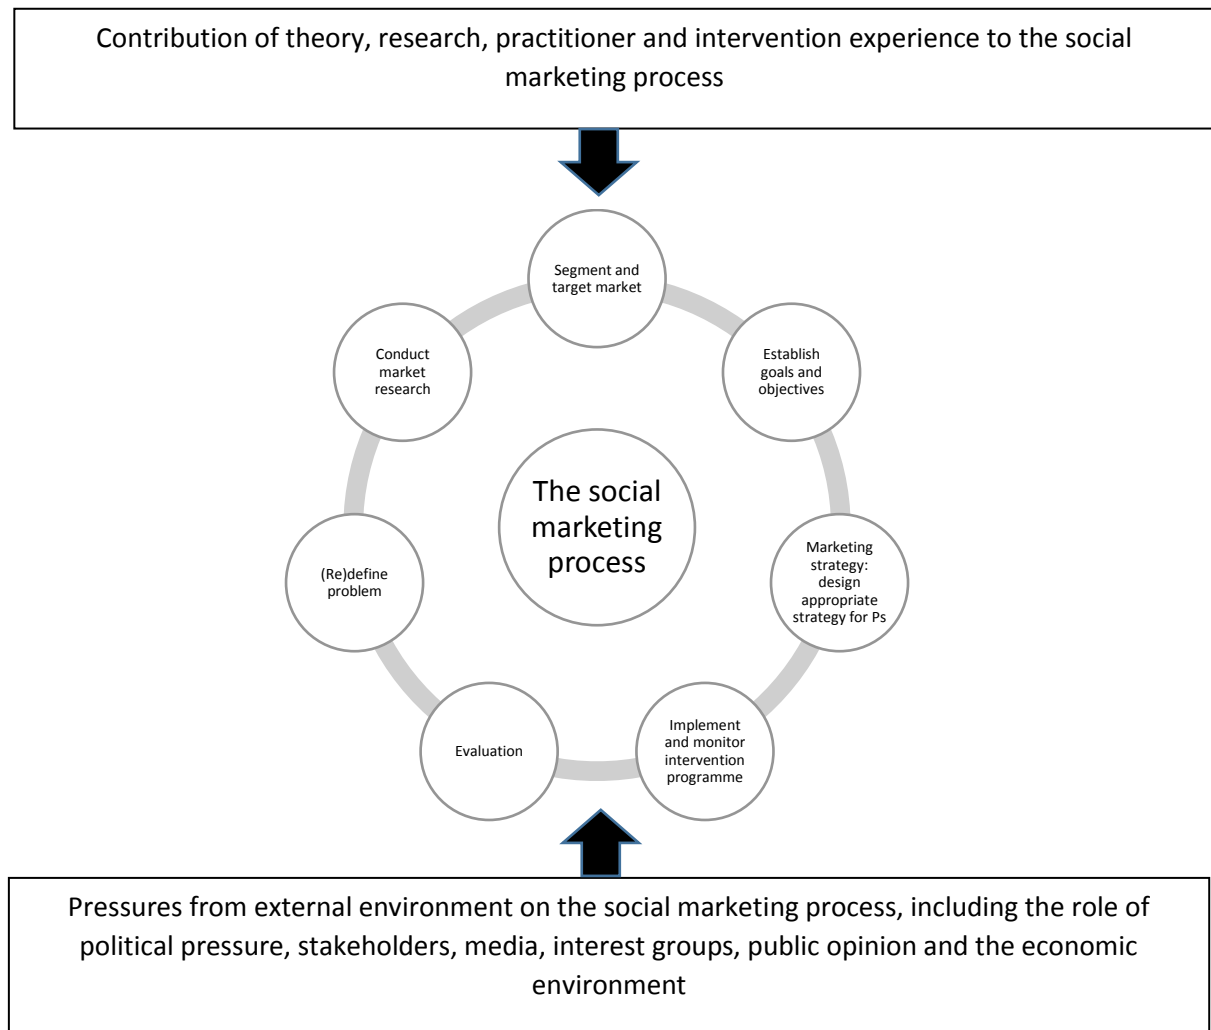 Contribution of theory, research, practitioner and intervention experience to the social
marketing process
Segment and
target market
Establish
goals and
objectives
Marketing
strategy:
design
appropriate
strategy for Ps
Implement
and monitor
intervention
programme
Evaluation
(Re)define
problem
Conduct
market
research
The social
marketing
process
Pressures from external environment on the social marketing process, including the role of
political pressure, stakeholders, media, interest groups, public opinion and the economic
environment